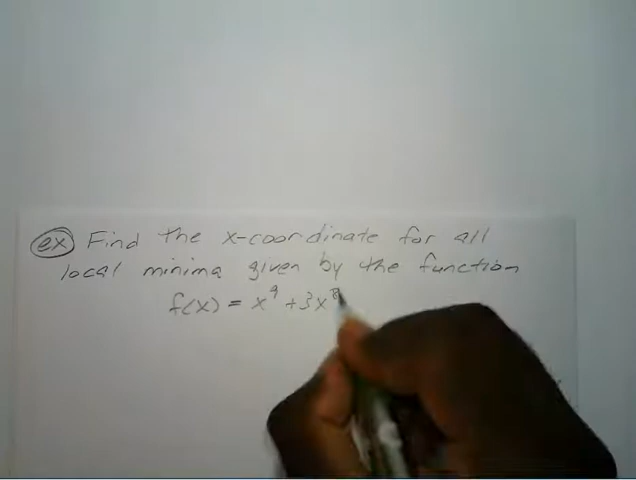 ex Find the x-coordinate for all
local minima given by the function
f(x) = x⁹ + 3x⁸